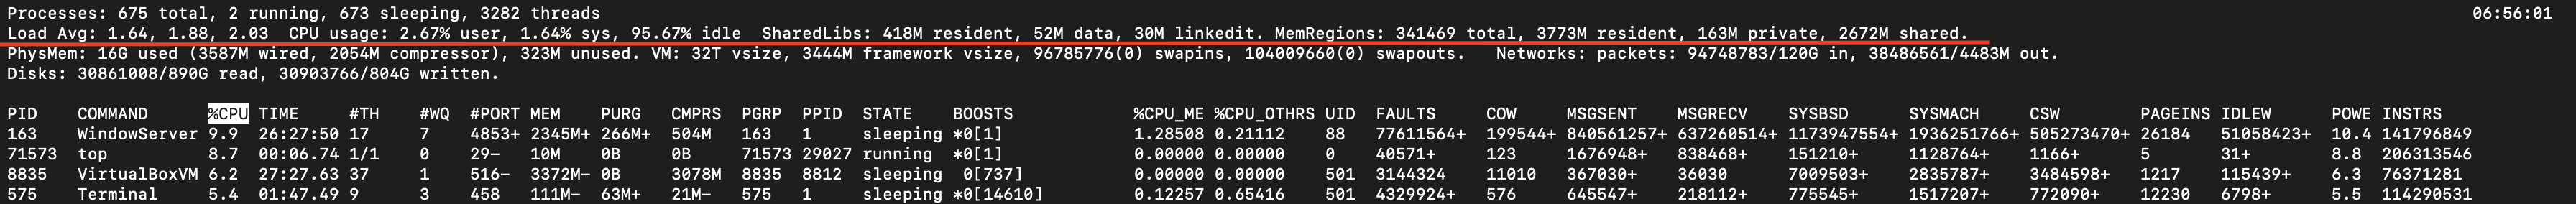 Processes: 675 total, 2 running, 673 sleeping, 3282 threads 06:56:01
Load Avg: 1.64, 1.88, 2.03 CPU usage: 2.67% user, 1.64% sys, 95.67% idle SharedLibs: 418M resident, 52M data, 30M linkedit. MemRegions: 341469 total, 3773M resident, 163M private, 2672M shared.
PhysMem: 16G used (3587M wired, 2054M compressor), 323M unused. VM: 32T vsize, 3444M framework vsize, 96785776(0) swapins, 104009660(0) swapouts. Networks: packets: 94748783/120G in, 38486561/4483M out.
Disks: 30861008/890G read, 30903766/804G written.
PID COMMAND %CPU TIME #TH #WQ #PORT MEM PURG CMPRS PGRP PPID STATE BOOSTS %CPU_ME %CPU_OTHRS UID FAULTS COW MSGSENT MSGRECV SYSBSD SYSMACH CSW PAGEINS IDLEW POWE INSTRS
163 WindowServer 9.9 26:27:50 17 7 4853+ 2345M+ 266M+ 504M 163 1 sleeping *0[1] 1.28508 0.21112 88 77611564+ 199544+ 840561257+ 637260514+ 1173947554+ 1936251766+ 505273470+ 26184 51058423+ 10.4 141796849
71573 top 8.7 00:06.74 1/1 0 29- 10M 0B 0B 71573 29027 running *0[1] 0.00000 0.00000 0 40571+ 123 1676948+ 838468+ 151210+ 1128764+ 1166+ 5 31+ 8.8 206313546
8835 VirtualBoxVM 6.2 27:27.63 37 1 516- 3372M- 0B 3078M 8835 8812 sleeping 0[737] 0.00000 0.00000 501 3144324 11010 367030+ 36030 7009503+ 2835787+ 3484598+ 1217 115439+ 6.3 76371281
575 Terminal 5.4 01:47.49 9 3 458 111M- 63M+ 21M- 575 1 sleeping *0[14610] 0.12257 0.65416 501 4329924+ 576 645547+ 218112+ 775545+ 1517207+ 772090+ 12230 6798+ 5.5 114290531